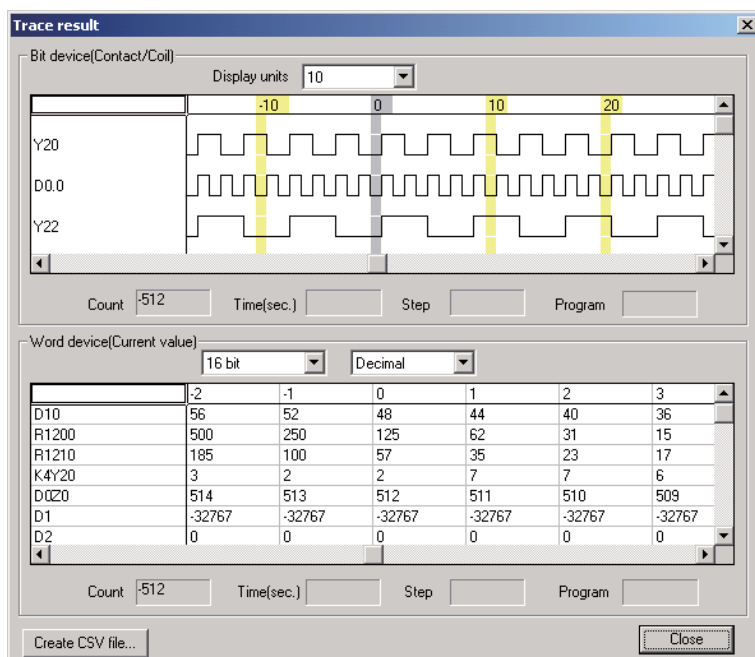 Trace result
Bit device(Contact/Coil)
Display units 10
-10 0 10 20
Y20
D0.0
Y22
Count -512 Time(sec.) Step Program
Word device(Current value)
16 bit Decimal
-2 -1 0 1 2 3
D10 56 52 48 44 40 36
R1200 500 250 125 62 31 15
R1210 185 100 57 35 23 17
K4Y20 3 2 2 7 7 6
D0Z0 514 513 512 511 510 509
D1 -32767 -32767 -32767 -32767 -32767 -32767
D2 0 0 0 0 0 0
Count -512 Time(sec.) Step Program
Create CSV file... Close